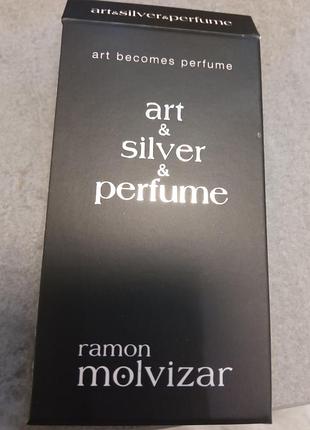 art&silver&perfume
art becomes perfume
art
&
silver
&
perfume
ramon
molvizar